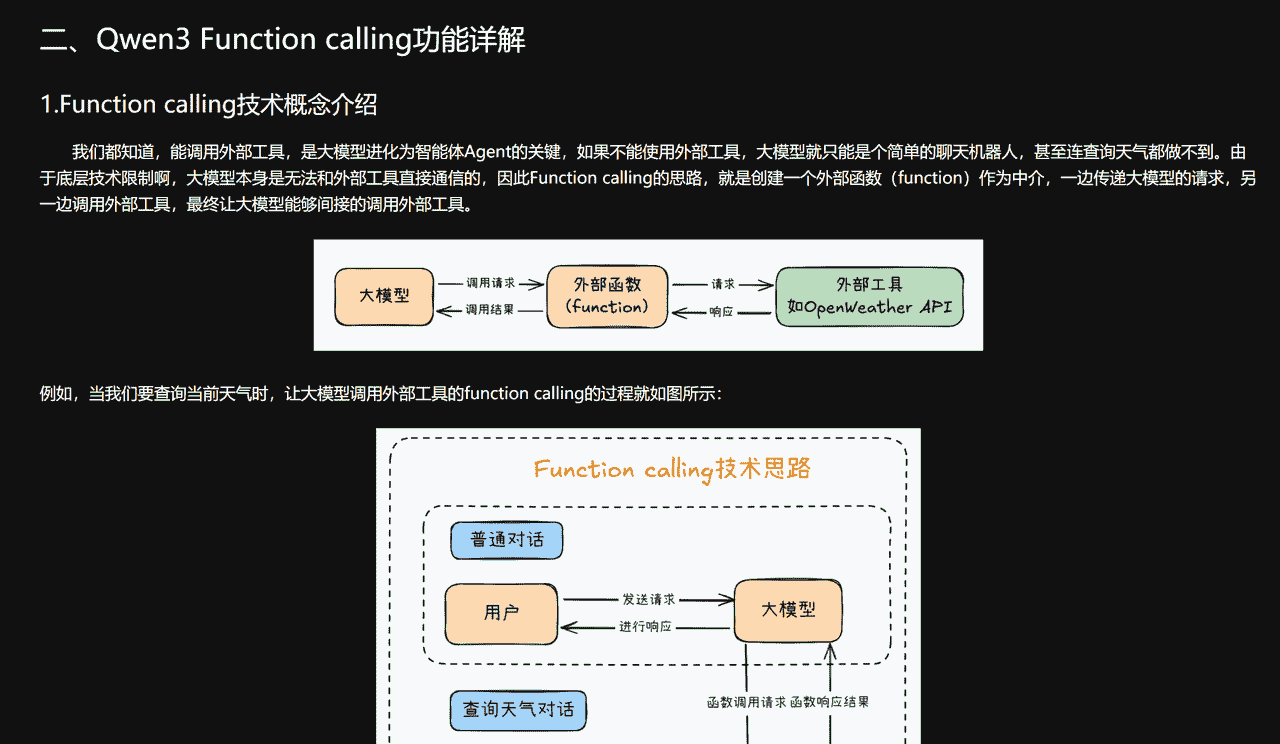 二、Qwen3 Function calling功能详解
1.Function calling技术概念介绍
我们都知道，能调用外部工具，是大模型进化为智能体Agent的关键，如果不能使用外部工具，大模型就只能是个简单的聊天机器人，甚至连查询天气都做不到。由
于底层技术限制啊，大模型本身是无法和外部工具直接通信的，因此Function calling的思路，就是创建一个外部函数（function）作为中介，一边传递大模型的请求，另
一边调用外部工具，最终让大模型能够间接的调用外部工具。
大模型
调用请求
调用结果
外部函数
(function)
请求
响应
外部工具
如OpenWeather API
例如，当我们要查询当前天气时，让大模型调用外部工具的function calling的过程就如图所示：
Function calling技术思路
普通对话
用户
发送请求
进行响应
大模型
函数调用请求 函数响应结果
查询天气对话